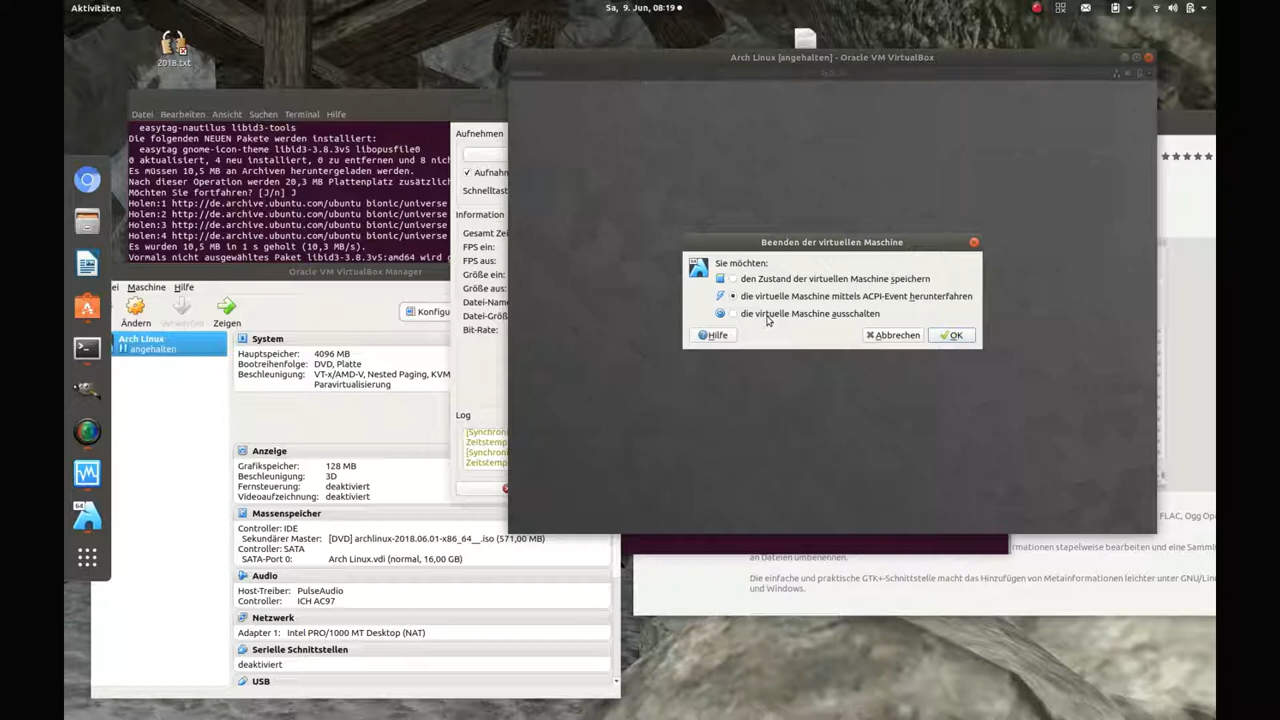 Aktivitäten
Sa, 9. Jun, 08:19
2018.txt
Arch Linux [angehalten] - Oracle VM VirtualBox
Datei Bearbeiten Ansicht Suchen Terminal Hilfe
easytag-nautilus libid3-tools
Die folgenden NEUEN Pakete werden installiert:
easytag gnome-icon-theme libid3-3.8.3v5 libopusfile0
0 aktualisiert, 4 neu installiert, 0 zu entfernen und 8 nich
Es müssen 10,5 MB an Archiven heruntergeladen werden.
Nach dieser Operation werden 20,3 MB Plattenplatz zusätzlic
Möchten Sie fortfahren? [J/n] J
Holen:1 http://de.archive.ubuntu.com/ubuntu bionic/universe
Holen:2 http://de.archive.ubuntu.com/ubuntu bionic/universe
Holen:3 http://de.archive.ubuntu.com/ubuntu bionic/universe
Holen:4 http://de.archive.ubuntu.com/ubuntu bionic/universe
Es wurden 10,5 MB in 1 s geholt (10,3 MB/s).
Vormals nicht ausgewähltes Paket libid3-3.8.3v5:amd64 wird g
Aufnehmen
Aufnahm
Schnelltast
Information
Gesamt Zei
FPS ein:
FPS aus:
Größe ein:
Größe aus:
Datei-Name
Datei-Größ
Bit-Rate:
Log
[Synchroni
Zeitstemp
[Synchroni
Zeitstemp
Beenden der virtuellen Maschine
Sie möchten:
den Zustand der virtuellen Maschine speichern
die virtuelle Maschine mittels ACPI-Event herunterfahren
die virtuelle Maschine ausschalten
Hilfe
Abbrechen
OK
Oracle VM VirtualBox Manager
ei Maschine Hilfe
Ändern
Zeigen
Konfigu
Arch Linux
angehalten
System
Hauptspeicher: 4096 MB
Bootreihenfolge: DVD, Platte
Beschleunigung: VT-x/AMD-V, Nested Paging, KVM
Paravirtualisierung
Anzeige
Grafikspeicher: 128 MB
Beschleunigung: 3D
Fernsteuerung: deaktiviert
Videoaufzeichnung: deaktiviert
Massenspeicher
Controller: IDE
Sekundärer Master: [DVD] archlinux-2018.06.01-x86_64_.iso (571,00 MB)
Controller: SATA
SATA-Port 0: Arch Linux.vdi (normal, 16,00 GB)
Audio
Host-Treiber: PulseAudio
Controller: ICH AC97
Netzwerk
Adapter 1: Intel PRO/1000 MT Desktop (NAT)
Serielle Schnittstellen
deaktiviert
USB
FLAC, Ogg Op
rmationen stapelweise bearbeiten und eine Samml
an Dateien umbenennen.
Die einfache und praktische GTK+-Schnittstelle macht das Hinzufügen von Metainformationen leichter unter GNU/Lin
und Windows.